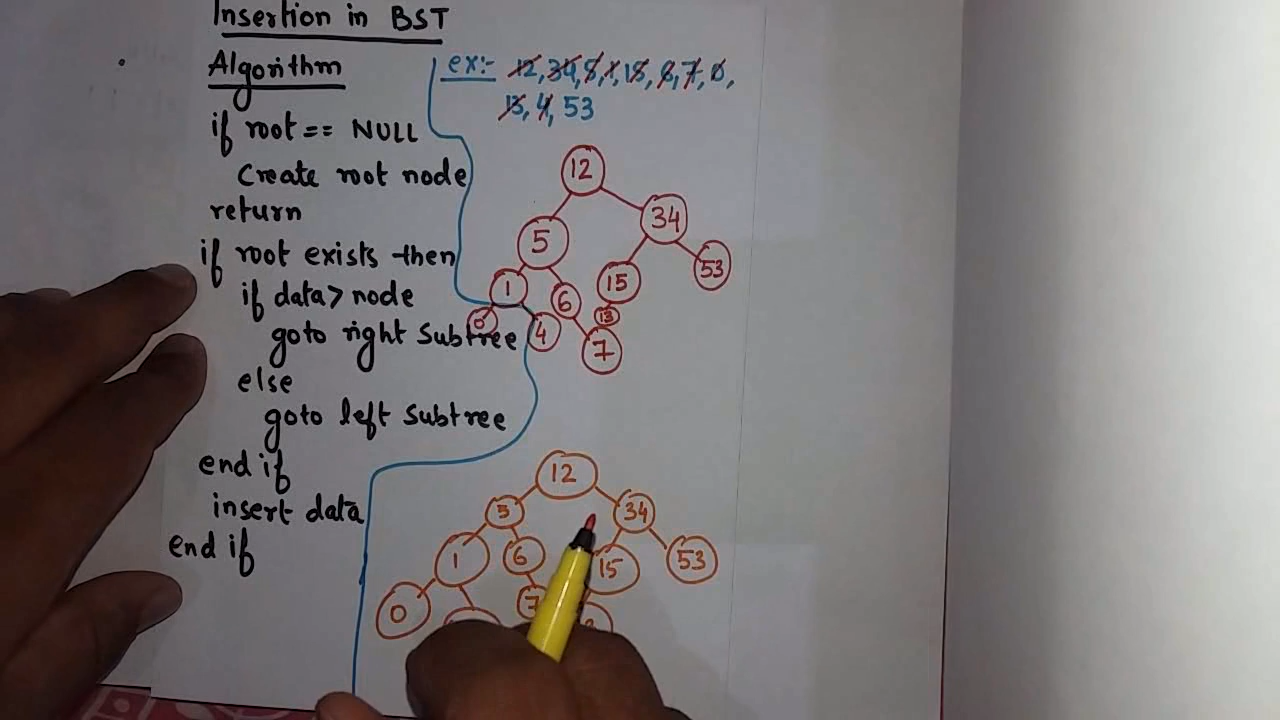 Insertion in BST
Algorithm
if root == NULL
Create root node
return
if root exists then
if data > node
goto right Subtree
else
goto left Subtree
end if
insert data
end if
ex:- 12, 34, 5, 1, 15, 6, 7, 0,
13, 4, 53
12
5 34
1 6 15 53
0 4 7 13
12
5 34
1 6 15 53
0 7